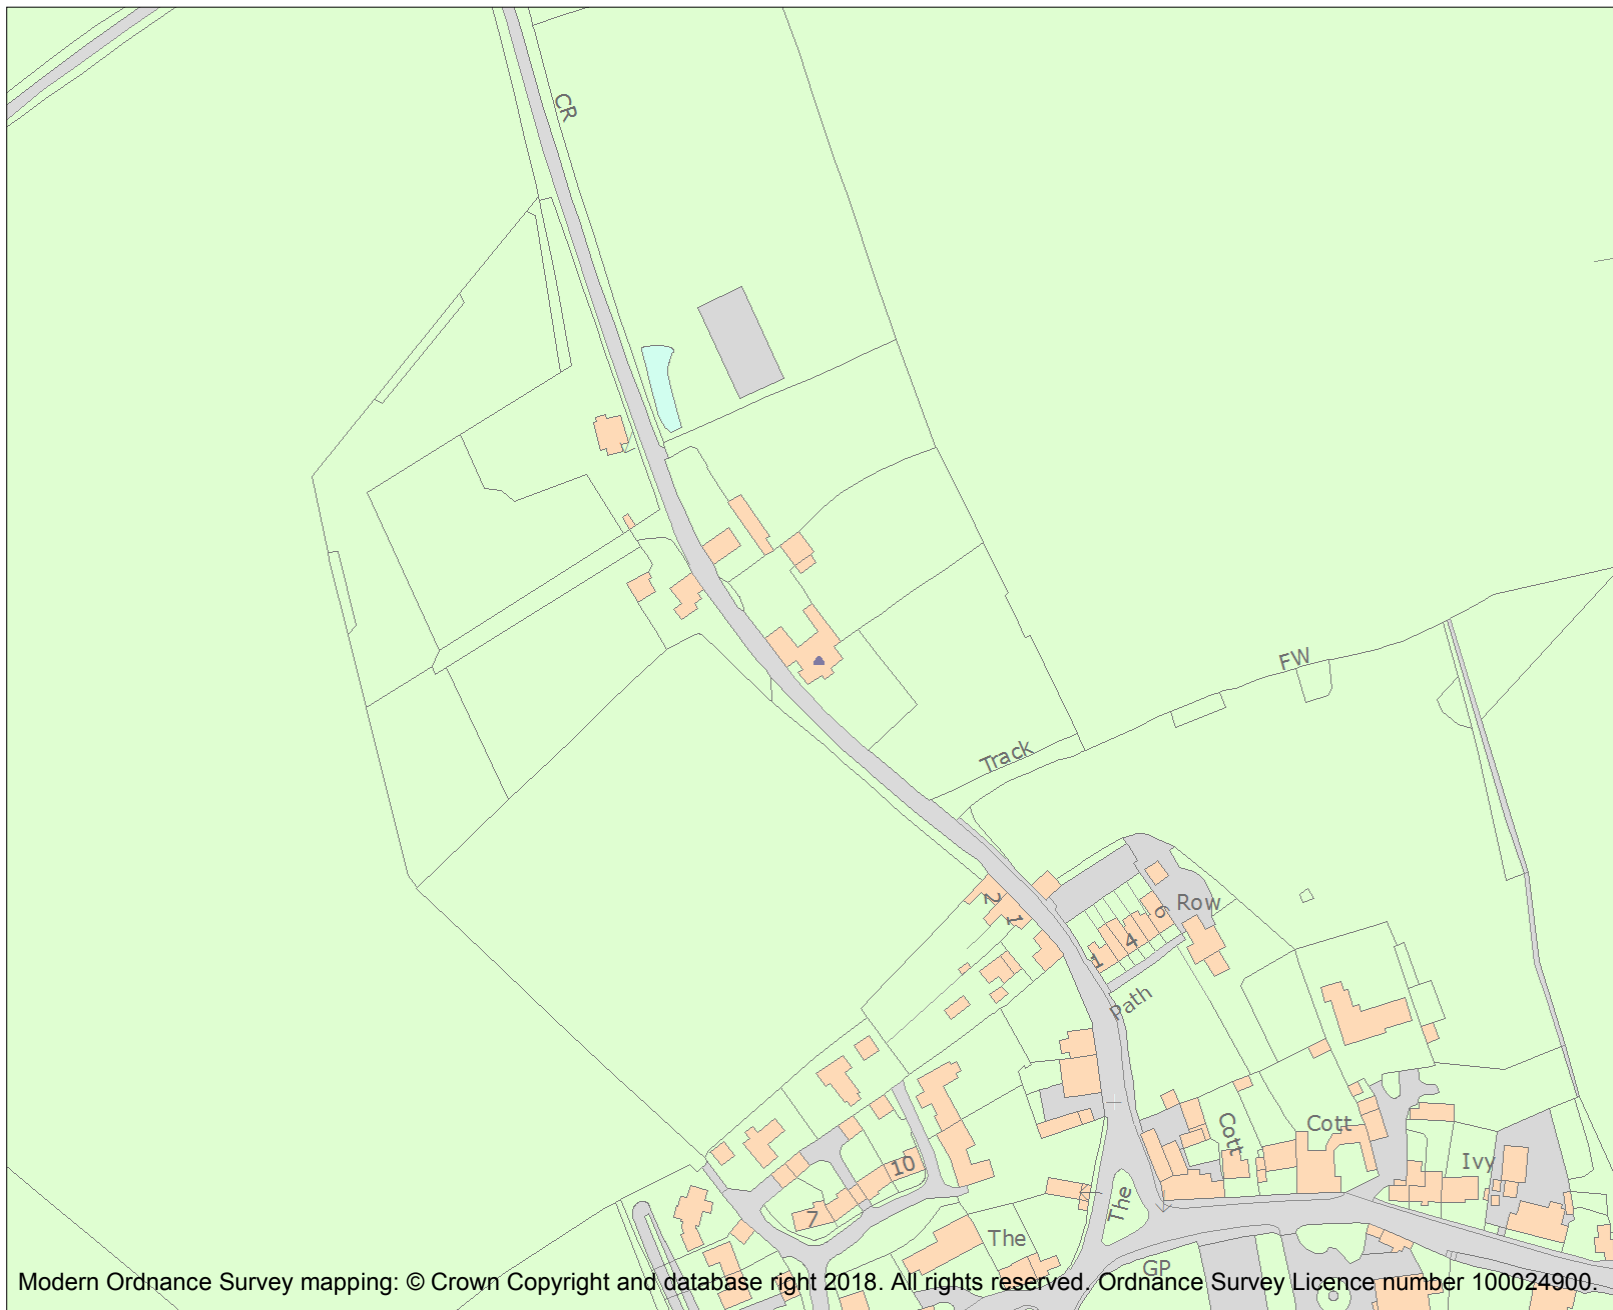 CR
FW
Track
2
1
Row
6
4
1
Path
Cott
Cott
Ivy
10
The
7
The
GP
Modern Ordnance Survey mapping: © Crown Copyright and database right 2018. All rights reserved. Ordnance Survey Licence number 100024900.